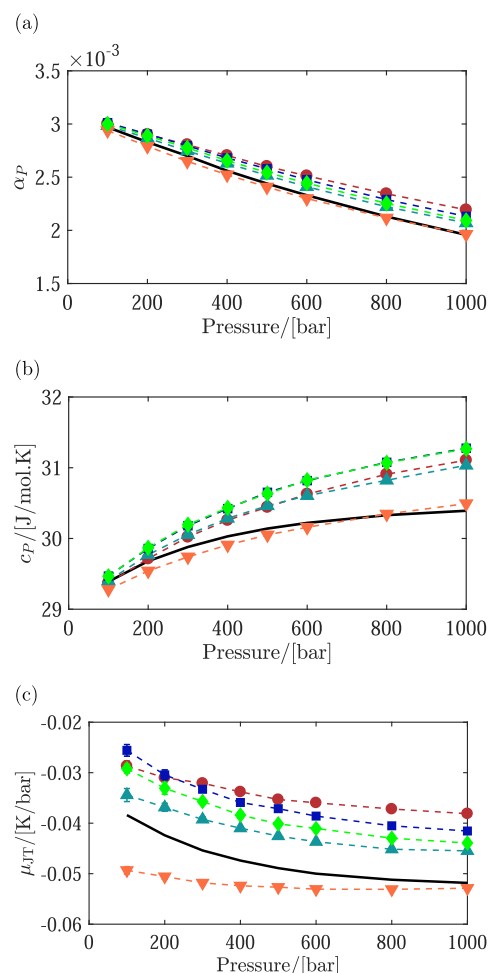 (a)
×10⁻³
3.5
3
2.5
2
1.5
α_P
0 200 400 600 800 1000
Pressure/[bar]
(b)
32
31
30
29
c_P/[J/mol.K]
0 200 400 600 800 1000
Pressure/[bar]
(c)
-0.02
-0.03
-0.04
-0.05
-0.06
μ_JT/[K/bar]
0 200 400 600 800 1000
Pressure/[bar]